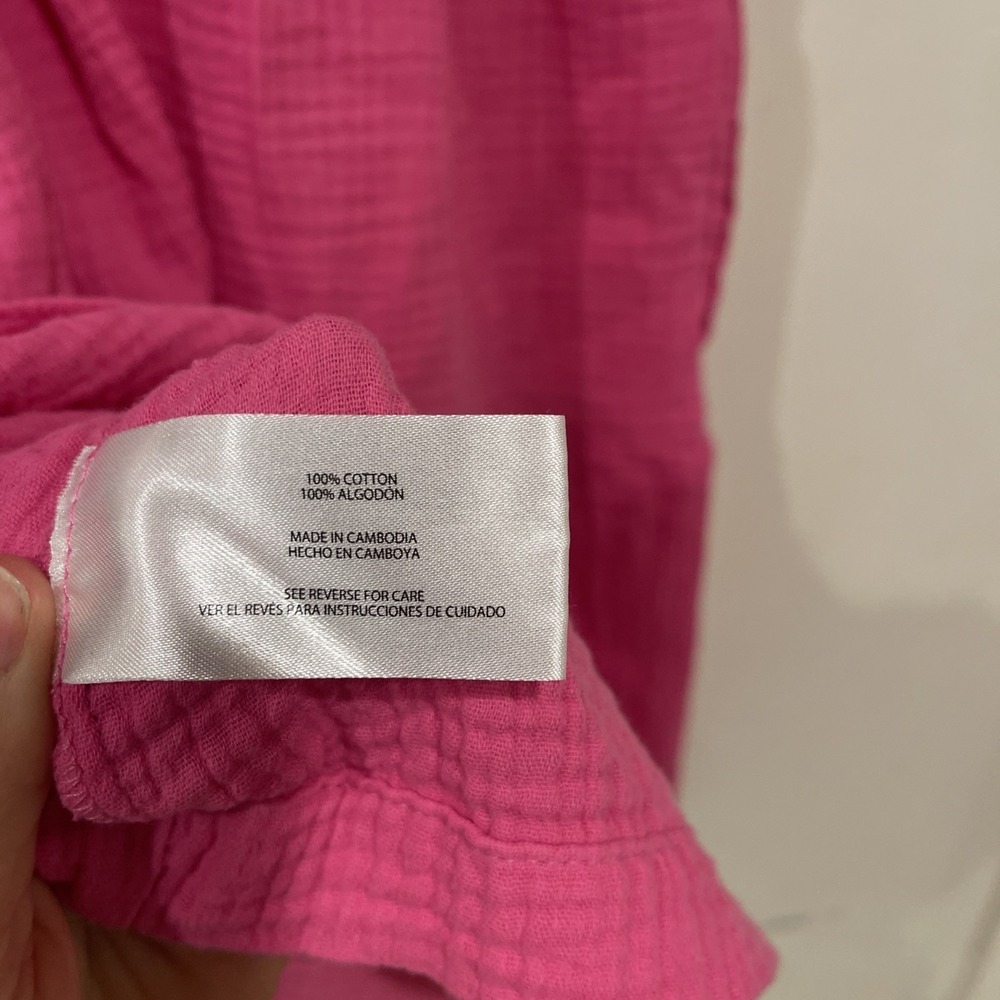 100% COTTON
100% ALGODÓN
MADE IN CAMBODIA
HECHO EN CAMBOYA
SEE REVERSE FOR CARE
VER EL REVÉS PARA INSTRUCCIONES DE CUIDADO